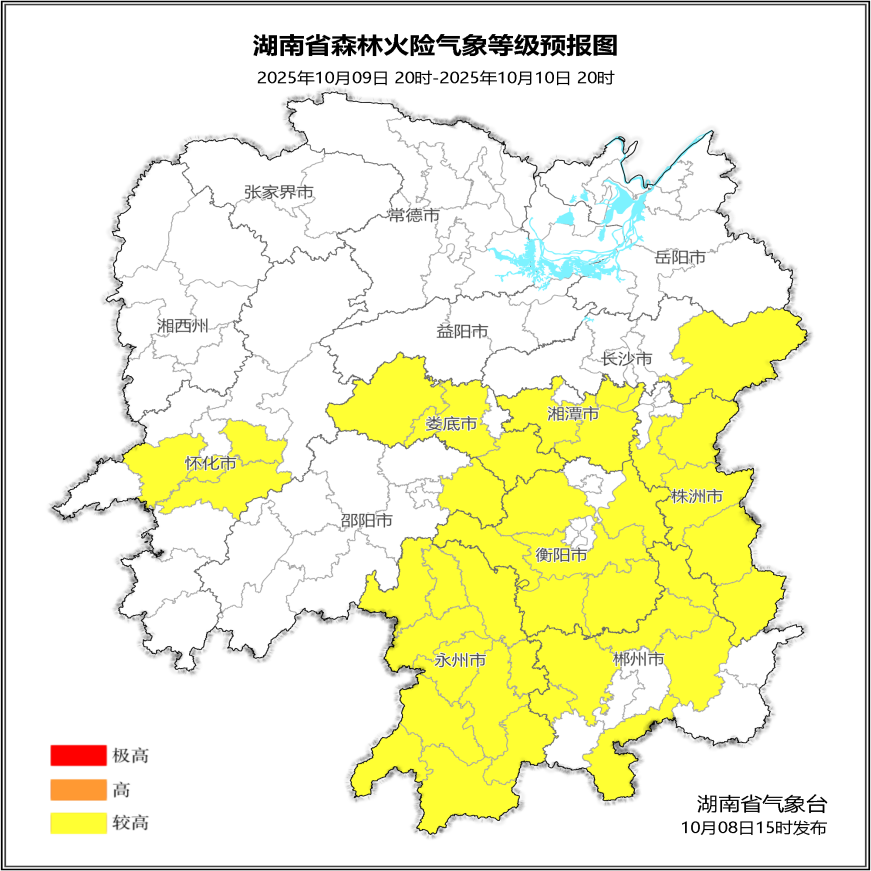 湖南省森林火险气象等级预报图
2025年10月09日 20时-2025年10月10日 20时
张家界市
常德市
岳阳市
湘西州
益阳市
长沙市
娄底市
湘潭市
怀化市
株洲市
邵阳市
衡阳市
永州市
郴州市
极高
高
较高
湖南省气象台
10月08日15时发布